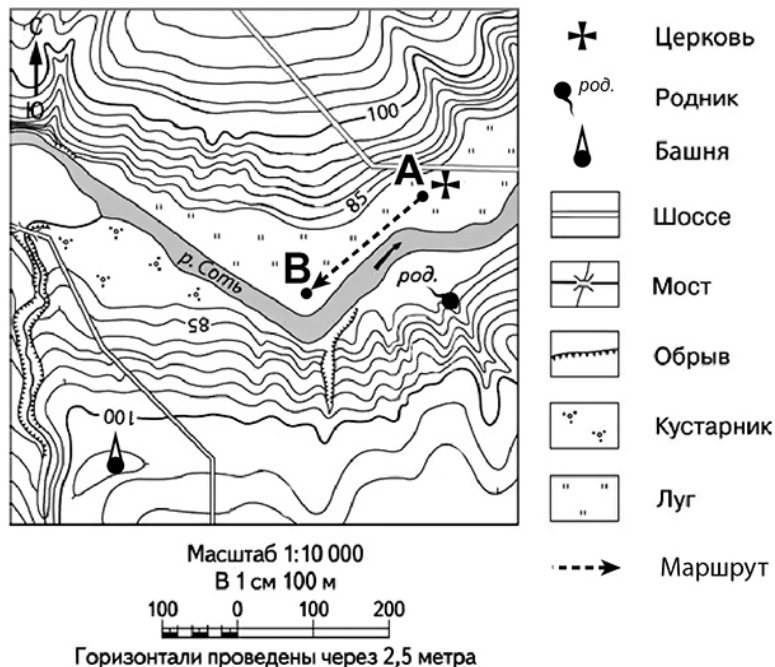 С
Ю
100
А
85
В
р. Соть
род.
85
100
Церковь
род.
Родник
Башня
Шоссе
Мост
Обрыв
Кустарник
Луг
Маршрут
Масштаб 1:10 000
В 1 см 100 м
100 0 100 200
Горизонтали проведены через 2,5 метра